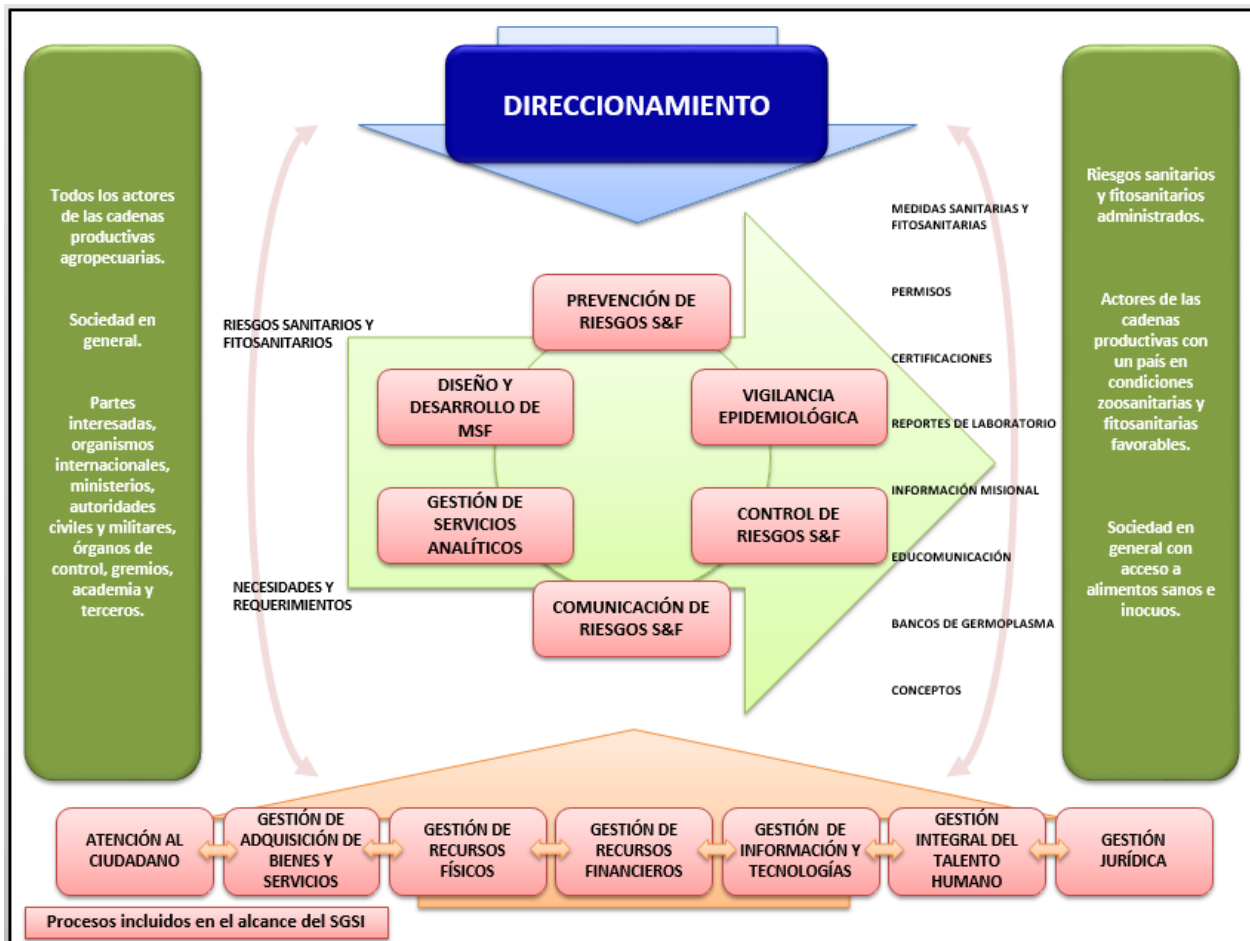 DIRECCIONAMIENTO
Todos los actores
de las cadenas
productivas
agropecuarias.
Sociedad en
general.
Partes
interesadas,
organismos
internacionales,
ministerios,
autoridades
civiles y militares,
órganos de
control, gremios,
academia y
terceros.
RIESGOS SANITARIOS Y
FITOSANITARIOS
NECESIDADES Y
REQUERIMIENTOS
PREVENCIÓN DE
RIESGOS S&F
DISEÑO Y
DESARROLLO DE
MSF
VIGILANCIA
EPIDEMIOLÓGICA
GESTIÓN DE
SERVICIOS
ANALÍTICOS
CONTROL DE
RIESGOS S&F
COMUNICACIÓN DE
RIESGOS S&F
MEDIDAS SANITARIAS Y
FITOSANITARIAS
PERMISOS
CERTIFICACIONES
REPORTES DE LABORATORIO
INFORMACIÓN MISIONAL
EDUCOMUNICACIÓN
BANCOS DE GERMOPLASMA
CONCEPTOS
Riesgos sanitarios
y fitosanitarios
administrados.
Actores de las
cadenas
productivas con
un país en
condiciones
zoosanitarias y
fitosanitarias
favorables.
Sociedad en
general con
acceso a
alimentos sanos e
inocuos.
ATENCIÓN AL
CIUDADANO
GESTIÓN DE
ADQUISICIÓN DE
BIENES Y
SERVICIOS
GESTIÓN DE
RECURSOS
FÍSICOS
GESTIÓN DE
RECURSOS
FINANCIEROS
GESTIÓN DE
INFORMACIÓN Y
TECNOLOGÍAS
GESTIÓN
INTEGRAL DEL
TALENTO
HUMANO
GESTIÓN
JURÍDICA
Procesos incluidos en el alcance del SGSI